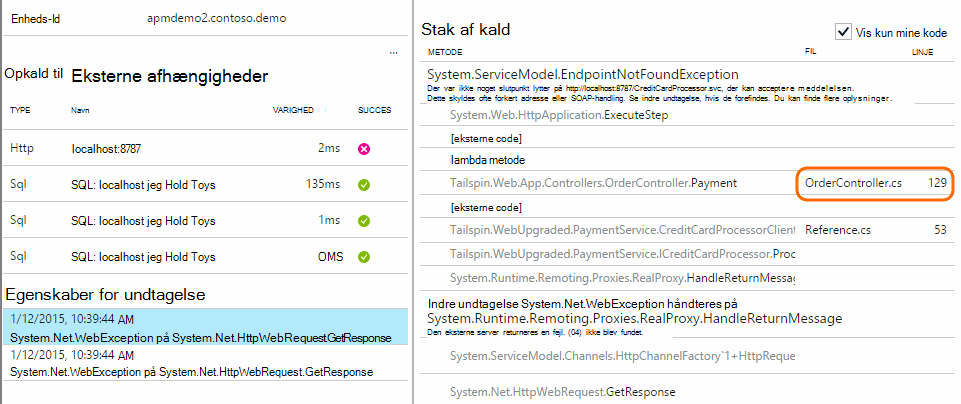 Enheds-Id apmdemo2.contoso.demo
...
Opkald til Eksterne afhængigheder
TYPE Navn VARIGHED SUCCES
Http localhost:8787 2ms
Sql SQL: localhost jeg Hold Toys 135ms
Sql SQL: localhost jeg Hold Toys 1ms
Sql SQL: localhost jeg Hold Toys OMS
Egenskaber for undtagelse
1/12/2015, 10:39:44 AM
System.Net.WebException på System.Net.HttpWebRequest.GetResponse
1/12/2015, 10:39:44 AM
System.Net.WebException på System.Net.HttpWebRequest.GetResponse
Stak af kald
Vis kun mine kode
METODE FIL LINJE
System.ServiceModel.EndpointNotFoundException
Der var ikke noget slutpunkt lytter på http://localhost:8787/CreditCardProcessor.svc, der kan acceptere meddelelsen.
Dette skyldes ofte forkert adresse eller SOAP-handling. Se indre undtagelse, hvis de forefindes. Du kan finde flere oplysninger.
System.Web.HttpApplication.ExecuteStep
[eksterne code]
lambda metode
Tailspin.Web.App.Controllers.OrderController.Payment OrderController.cs 129
[eksterne code]
Tailspin.WebUpgraded.PaymentService.CreditCardProcessorClient Reference.cs 53
Tailspin.WebUpgraded.PaymentService.ICreditCardProcessor.Proc
System.Runtime.Remoting.Proxies.RealProxy.HandleReturnMessag
Indre undtagelse System.Net.WebException håndteres på
System.Runtime.Remoting.Proxies.RealProxy.HandleReturnMessage
Den eksterne server returneres en fejl. (04) ikke blev fundet.
System.ServiceModel.Channels.HttpChannelFactory`1+HttpReque
System.Net.HttpWebRequest.GetResponse